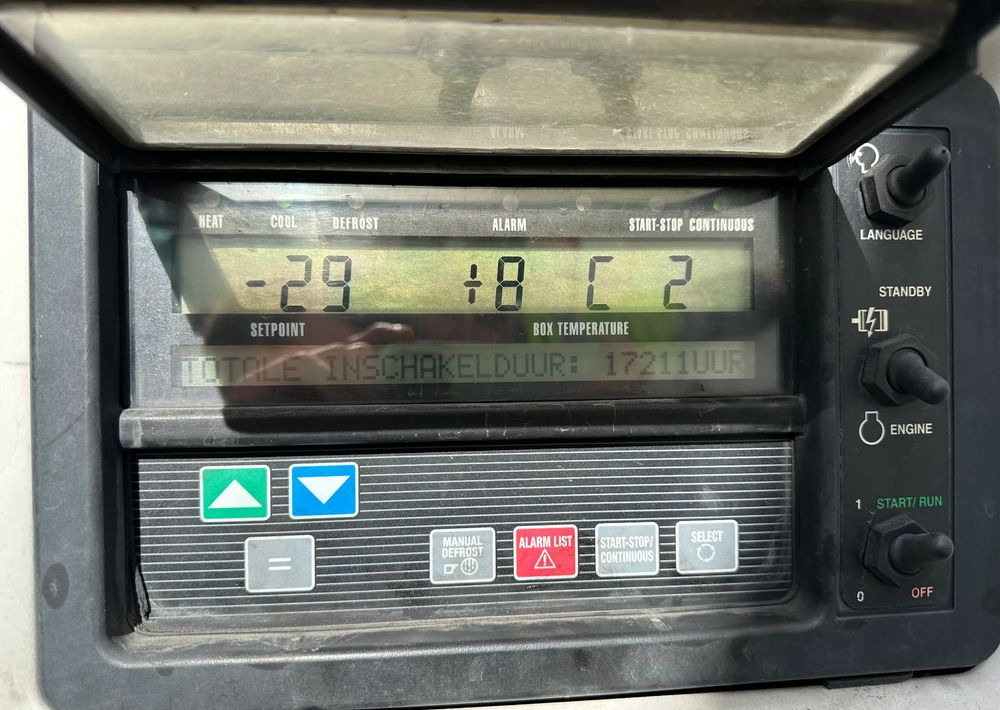 HEAT COOL DEFROST ALARM START-STOP CONTINUOUS
-29 +8 C 2
SETPOINT BOX TEMPERATURE
TOTALE INSCHAKELDUUR: 17211UUR
MANUAL DEFROST
ALARM LIST
START-STOP/ CONTINUOUS
SELECT
=
LANGUAGE
STANDBY
ENGINE
1 START/RUN
0 OFF